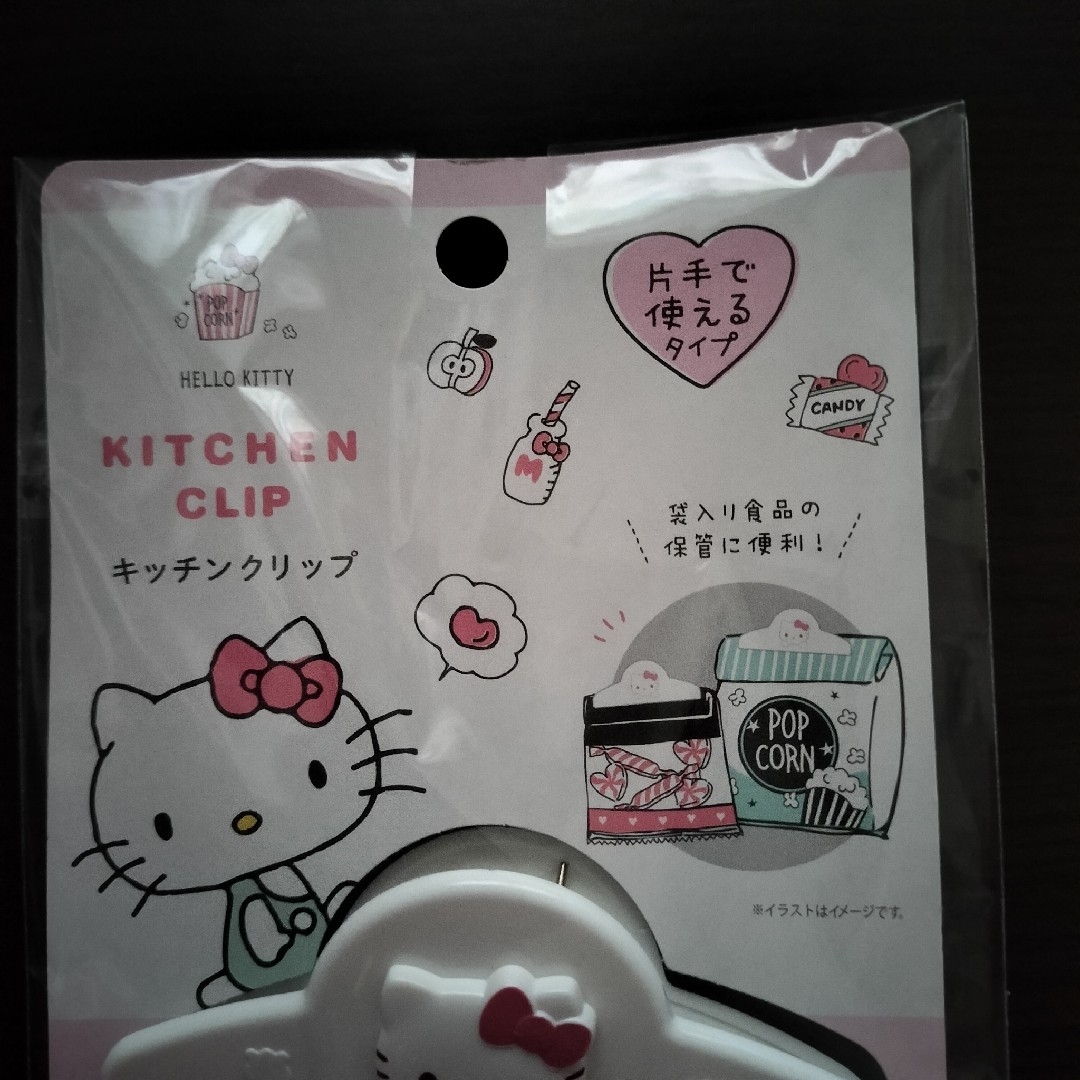 POP
CORN
HELLO KITTY
KITCHEN
CLIP
キッチンクリップ
片手で
使える
タイプ
M
CANDY
袋入り食品の
保管に便利！
POP
CORN
※イラストはイメージです。